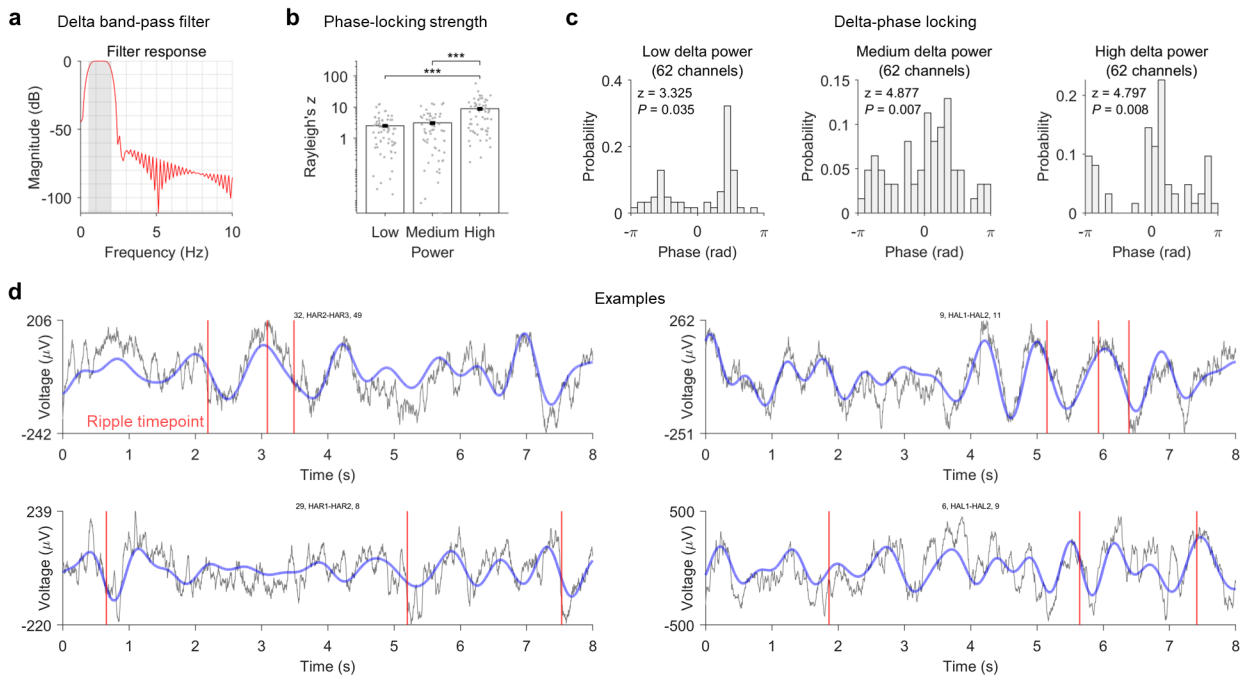 a
Delta band-pass filter
Filter response
0
-50
-100
Magnitude (dB)
0
5
10
Frequency (Hz)
b
Phase-locking strength
***
***
100
10
1
Rayleigh's z
Low
Medium
High
Power
c
Delta-phase locking
Low delta power
(62 channels)
z = 3.325
P = 0.035
0.4
0.2
0
Probability
-π
0
π
Phase (rad)
Medium delta power
(62 channels)
z = 4.877
P = 0.007
0.15
0.1
0.05
0
Probability
-π
0
π
Phase (rad)
High delta power
(62 channels)
z = 4.797
P = 0.008
0.2
0.1
0
Probability
-π
0
π
Phase (rad)
d
Examples
32, HAR2-HAR3, 49
206
-242
Voltage (μV)
Ripple timepoint
0 1 2 3 4 5 6 7 8
Time (s)
9, HAL1-HAL2, 11
262
-251
Voltage (μV)
0 1 2 3 4 5 6 7 8
Time (s)
29, HAR1-HAR2, 8
239
-220
Voltage (μV)
0 1 2 3 4 5 6 7 8
Time (s)
6, HAL1-HAL2, 9
500
-500
Voltage (μV)
0 1 2 3 4 5 6 7 8
Time (s)